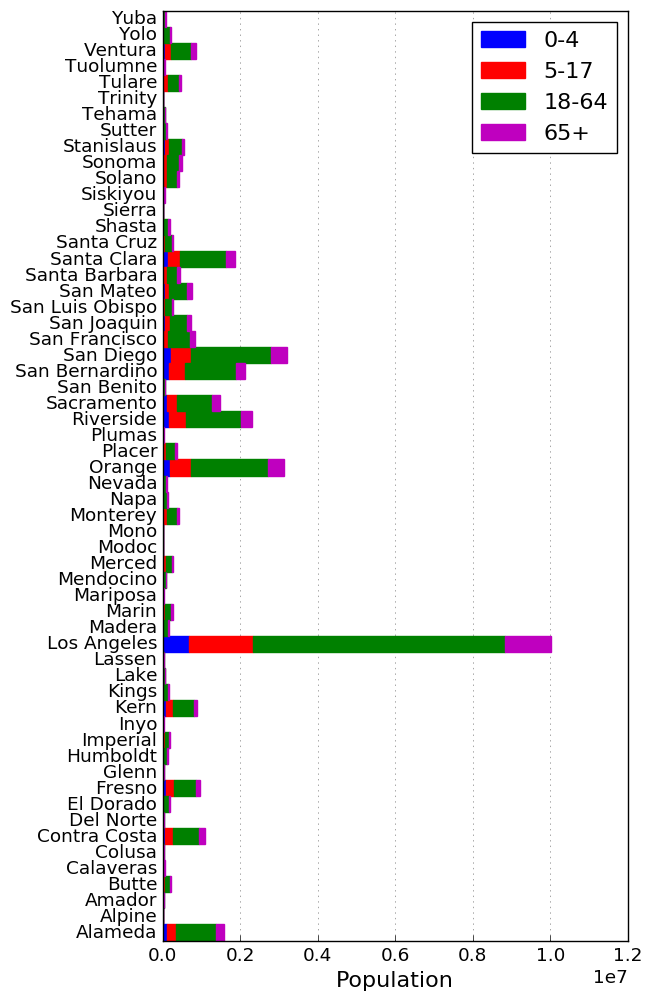 Yuba
Yolo
Ventura
Tuolumne
Tulare
Trinity
Tehama
Sutter
Stanislaus
Sonoma
Solano
Siskiyou
Sierra
Shasta
Santa Cruz
Santa Clara
Santa Barbara
San Mateo
San Luis Obispo
San Joaquin
San Francisco
San Diego
San Bernardino
San Benito
Sacramento
Riverside
Plumas
Placer
Orange
Nevada
Napa
Monterey
Mono
Modoc
Merced
Mendocino
Mariposa
Marin
Madera
Los Angeles
Lassen
Lake
Kings
Kern
Inyo
Imperial
Humboldt
Glenn
Fresno
El Dorado
Del Norte
Contra Costa
Colusa
Calaveras
Butte
Amador
Alpine
Alameda
0-4
5-17
18-64
65+
0.0 0.2 0.4 0.6 0.8 1.0 1.2
Population
1e7